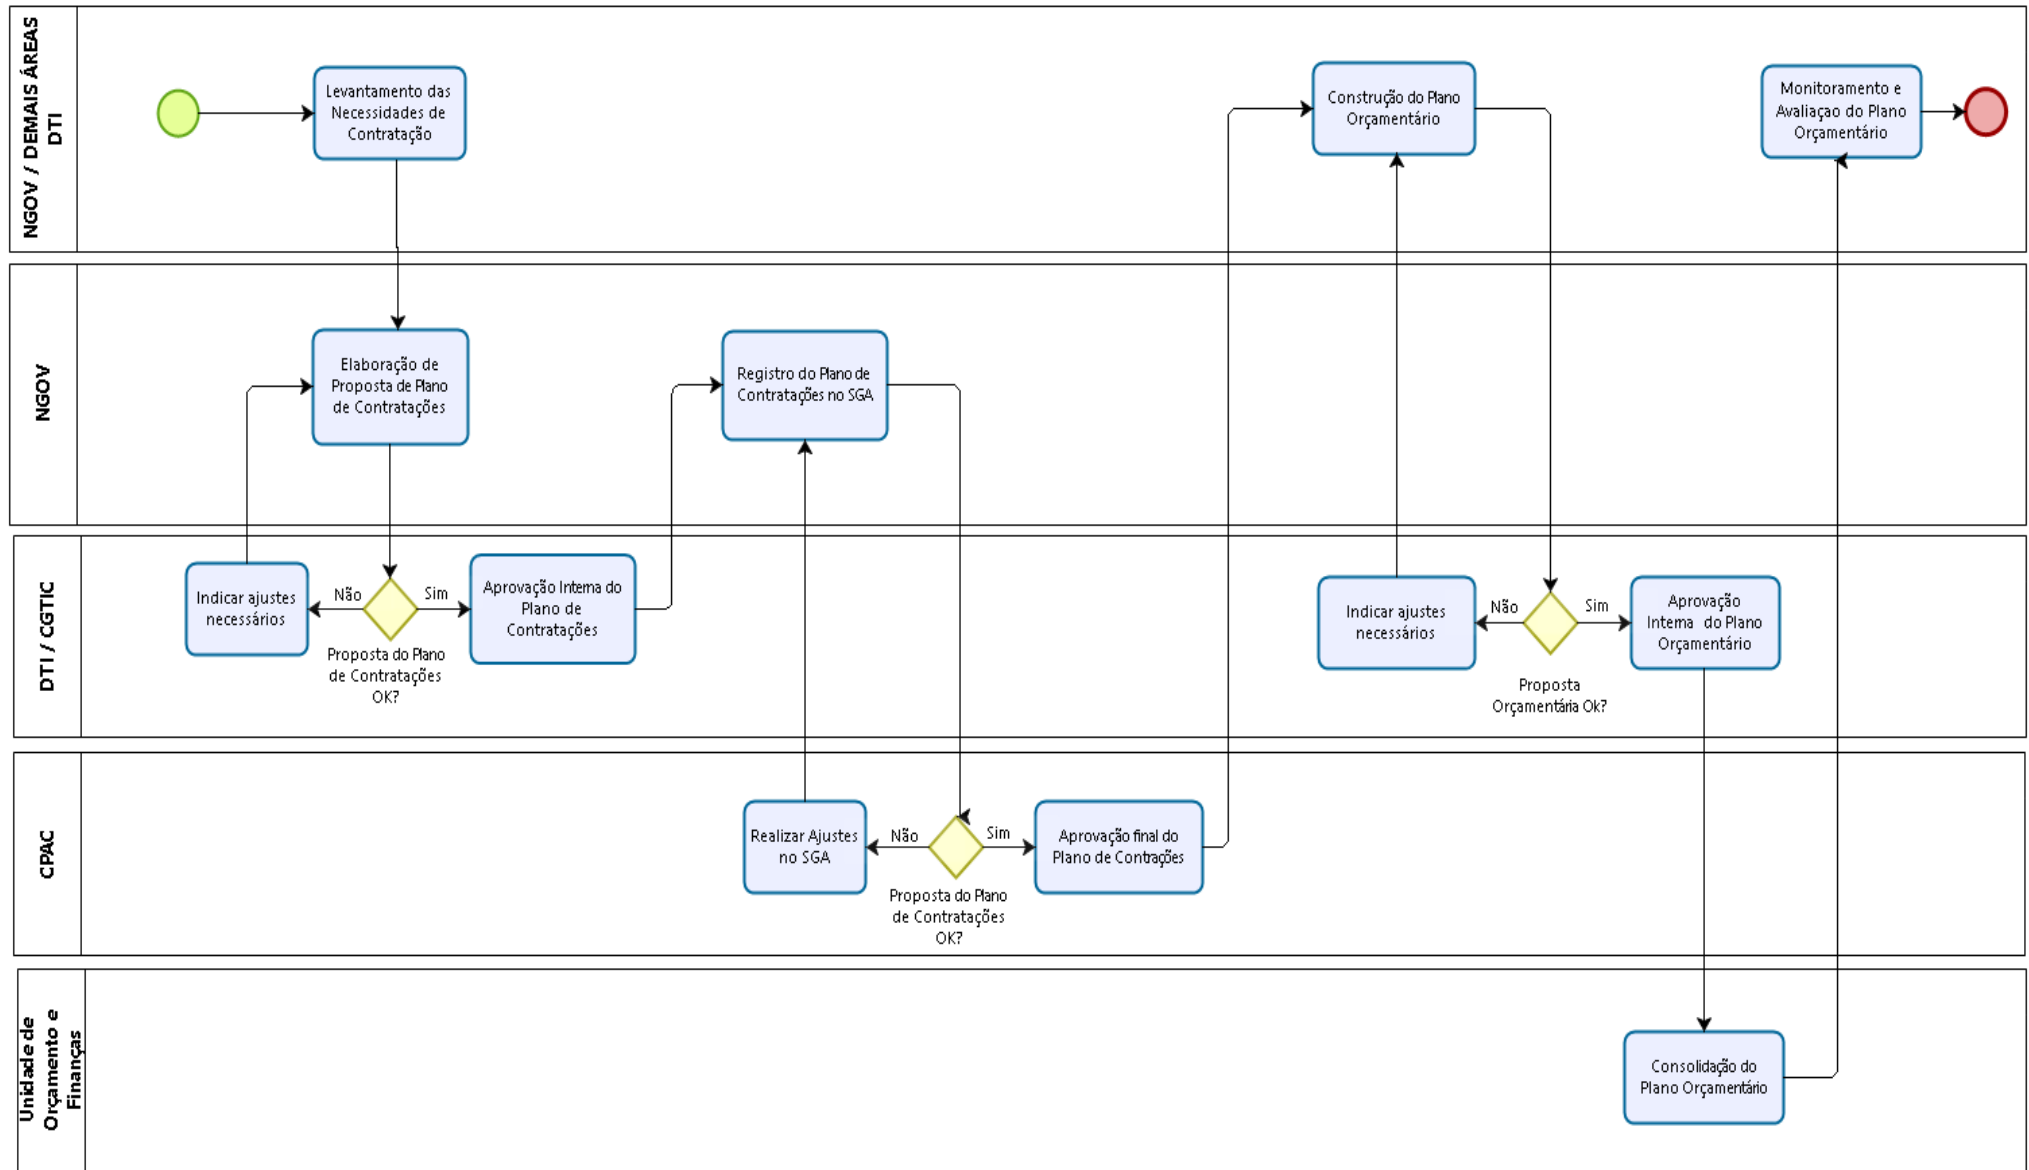 NGOV / DEMAIS ÁREAS
DTI
Levantamento das
Necessidades de
Contratação
Construção do Plano
Orçamentário
Monitoramento e
Avaliaçao do Plano
Orçamentário
NGOV
Elaboração de
Proposta de Plano
de Contratações
Registro do Plano de
Contratações no SGA
DTI / CGTIC
Indicar ajustes
necessários
Não
Sim
Proposta do Plano
de Contratações
OK?
Aprovação Interna do
Plano de
Contratações
Indicar ajustes
necessários
Não
Sim
Proposta
Orçamentária Ok?
Aprovação
Interna do Plano
Orçamentário
CPAC
Realizar Ajustes
no SGA
Não
Sim
Proposta do Plano
de Contratações
OK?
Aprovação final do
Plano de Contrações
Unidade de
Orçamento e
Finanças
Consolidação do
Plano Orçamentário